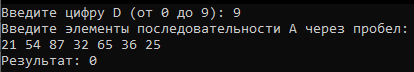 Введите цифру D (от 0 до 9): 9
Введите элементы последовательности A через пробел:
21 54 87 32 65 36 25
Результат: 0